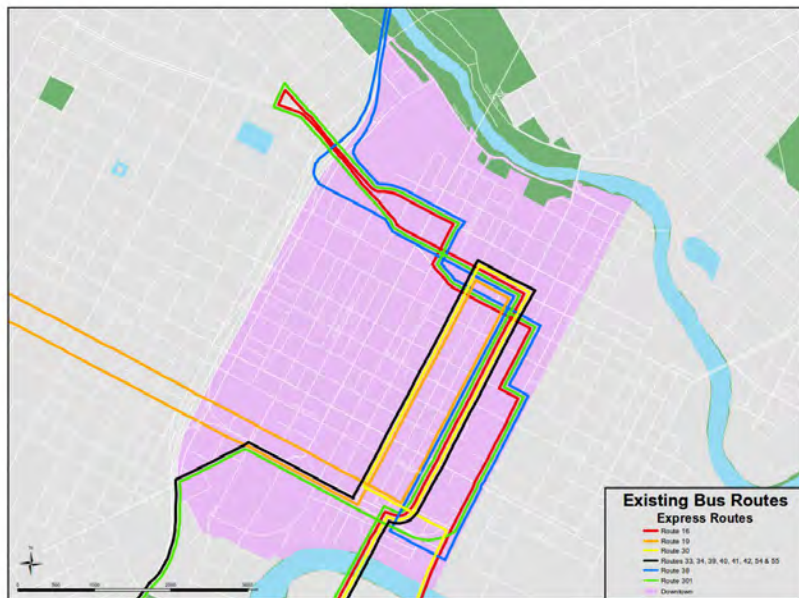 Existing Bus Routes
Express Routes
Route 16
Route 19
Route 30
Routes 33, 34, 39, 40, 41, 42, 54 & 55
Route 38
Route 301
Downtown